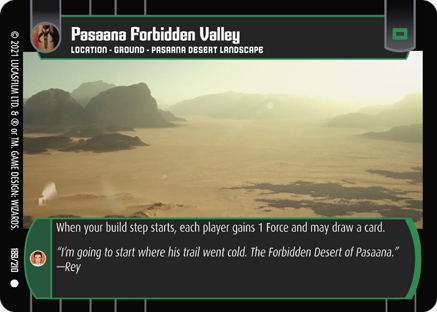 Pasaana Forbidden Valley
LOCATION - GROUND - PASAANA DESERT LANDSCAPE
© 2021 LUCASFILM LTD. & ® or TM. GAME DESIGN: WIZARDS.
189/210
When your build step starts, each player gains 1 Force and may draw a card.
“I’m going to start where his trail went cold. The Forbidden Desert of Pasaana.”
—Rey